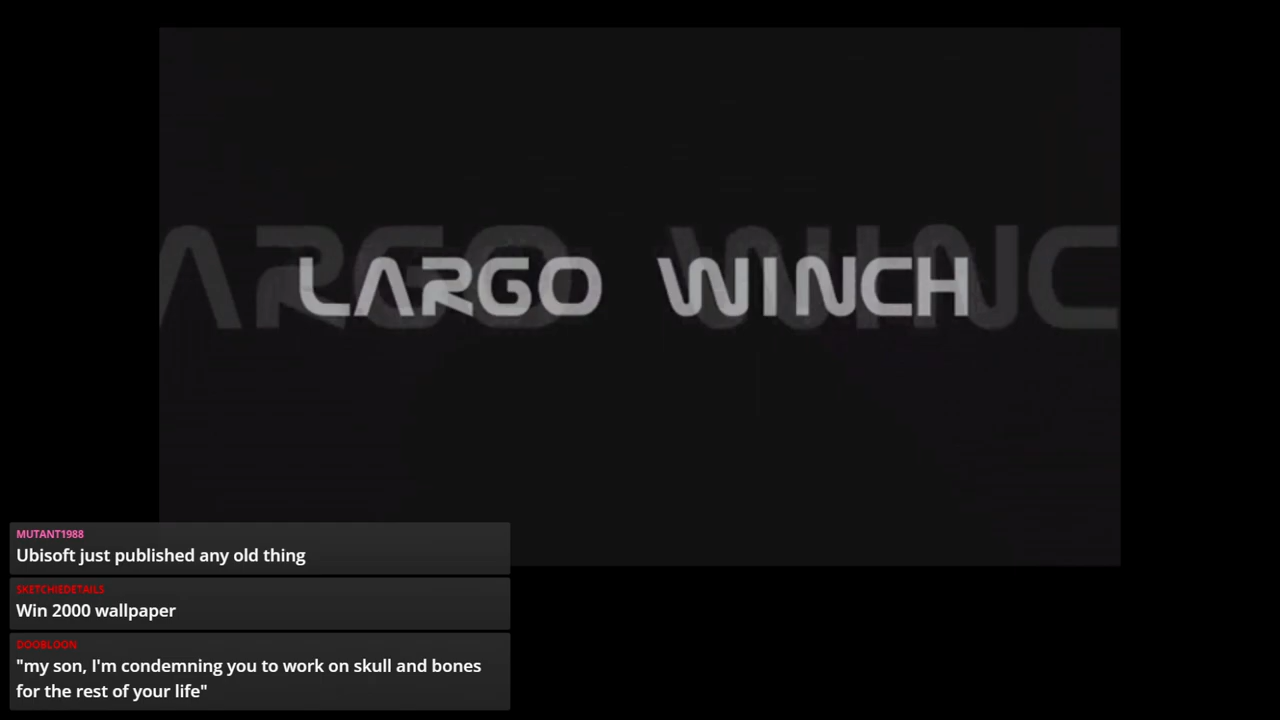 LARGO WINCH
MUTANT1988
Ubisoft just published any old thing
SKETCHIEDETAILS
Win 2000 wallpaper
DOOBLOON
"my son, I'm condemning you to work on skull and bones
for the rest of your life"